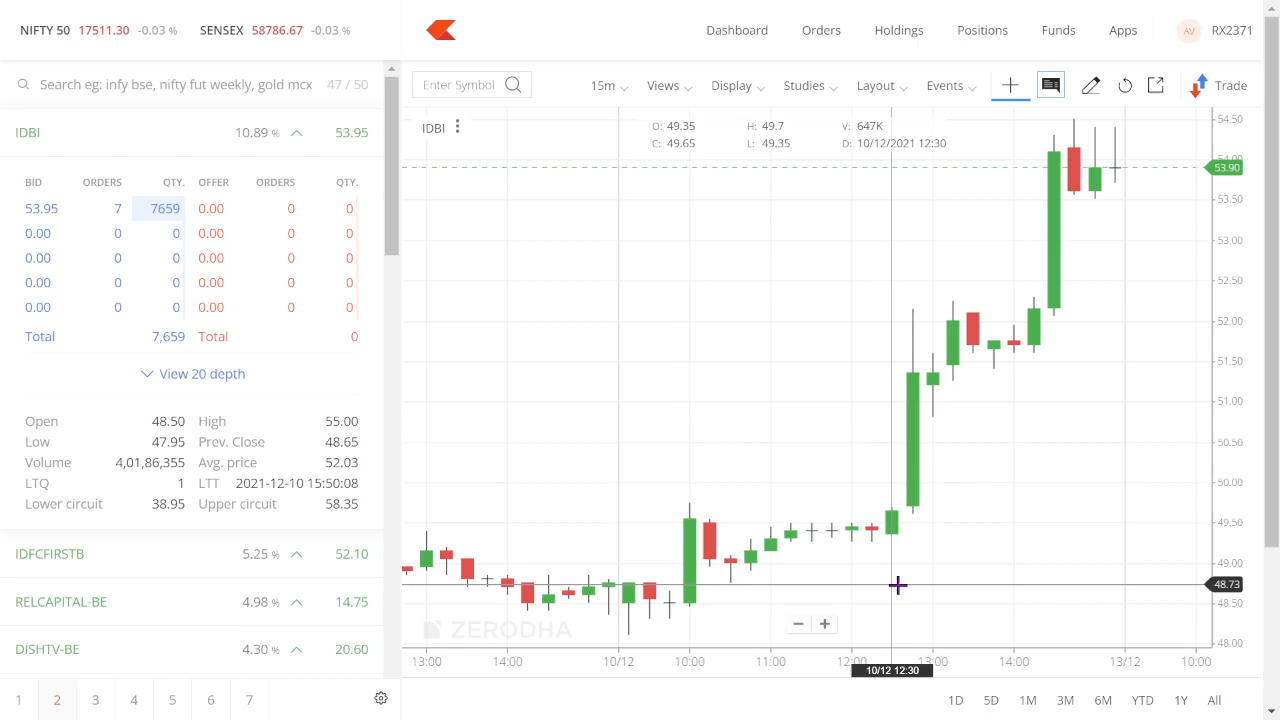 NIFTY 50 17511.30 -0.03 % SENSEX 58786.67 -0.03 %
Dashboard Orders Holdings Positions Funds Apps AV RX2371
Search eg: infy bse, nifty fut weekly, gold mcx 47 / 50
Enter Symbol 15m Views Display Studies Layout Events Trade
IDBI 10.89 % 53.95
IDBI
O: 49.35 H: 49.7 V: 647K
C: 49.65 L: 49.35 D: 10/12/2021 12:30
BID ORDERS QTY. OFFER ORDERS QTY.
53.95 7 7659 0.00 0 0
0.00 0 0 0.00 0 0
0.00 0 0 0.00 0 0
0.00 0 0 0.00 0 0
0.00 0 0 0.00 0 0
Total 7,659 Total 0
View 20 depth
Open 48.50 High 55.00
Low 47.95 Prev. Close 48.65
Volume 4,01,86,355 Avg. price 52.03
LTQ 1 LTT 2021-12-10 15:50:08
Lower circuit 38.95 Upper circuit 58.35
IDFCFIRSTB 5.25 % 52.10
RELCAPITAL-BE 4.98 % 14.75
DISHTV-BE 4.30 % 20.60
1 2 3 4 5 6 7
54.50
54.00
53.90
53.50
53.00
52.50
52.00
51.50
51.00
50.50
50.00
49.50
49.00
48.73
48.50
48.00
ZERODHA
13:00 14:00 10/12 10:00 11:00 12:00 13:00 14:00 13/12 10:00
10/12 12:30
1D 5D 1M 3M 6M YTD 1Y All